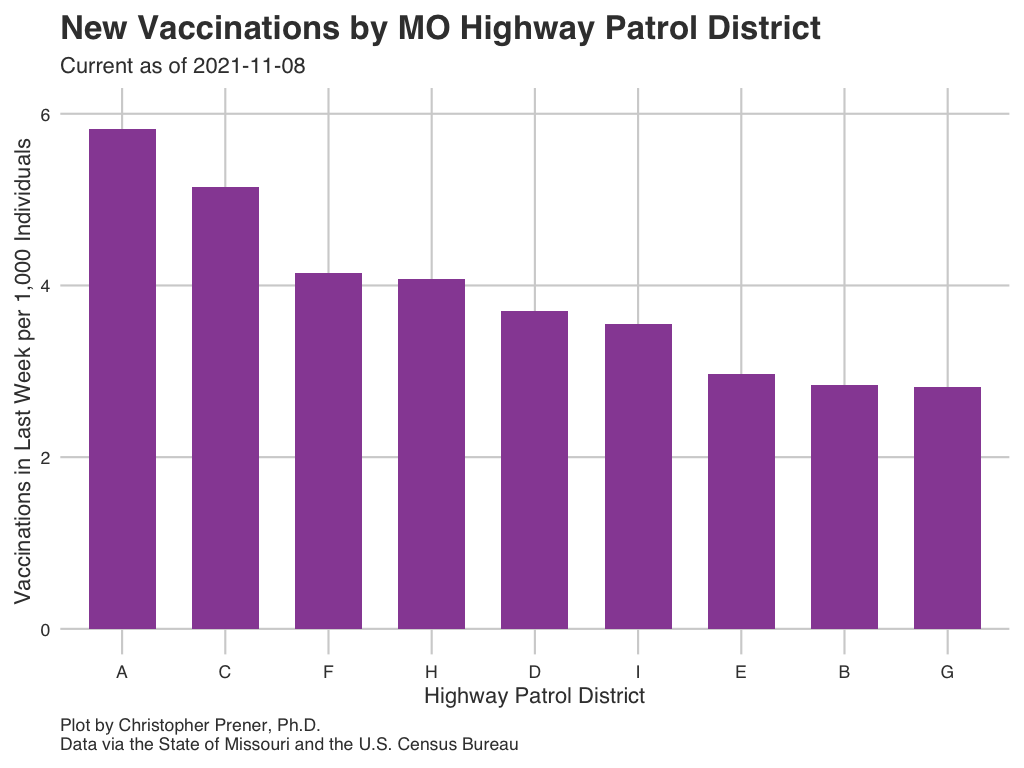 New Vaccinations by MO Highway Patrol District
Current as of 2021-11-08
Vaccinations in Last Week per 1,000 Individuals
6
4
2
0
A C F H D I E B G
Highway Patrol District
Plot by Christopher Prener, Ph.D.
Data via the State of Missouri and the U.S. Census Bureau